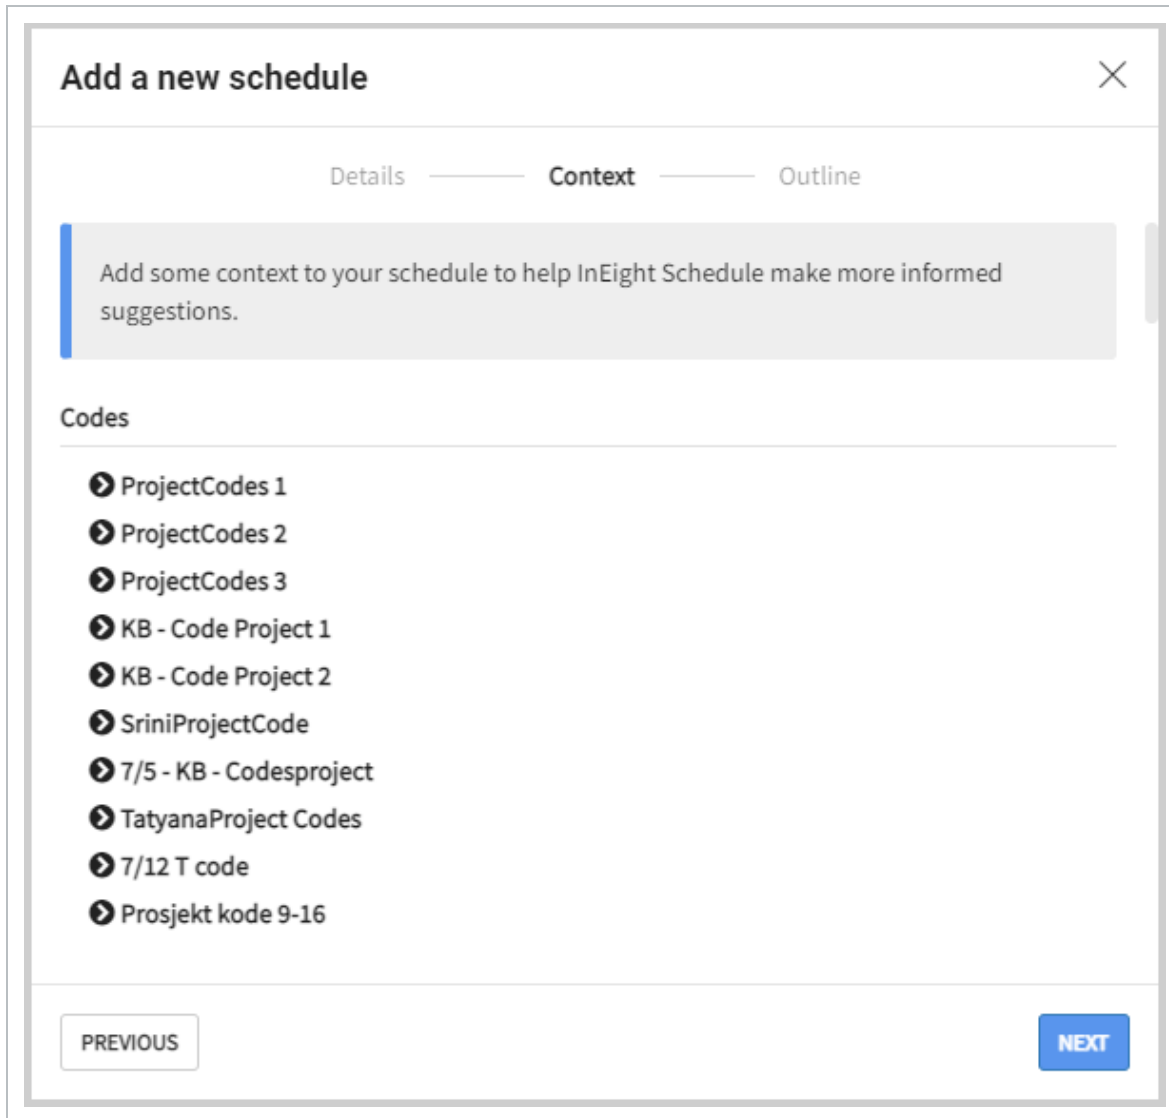 Add a new schedule
Details
Context
Outline
Add some context to your schedule to help InEight Schedule make more informed
suggestions.
Codes
ProjectCodes 1
ProjectCodes 2
ProjectCodes 3
KB - Code Project 1
KB - Code Project 2
SriniProjectCode
7/5 - KB - Codesproject
TatyanaProject Codes
7/12 T code
Prosjekt kode 9-16
PREVIOUS
NEXT